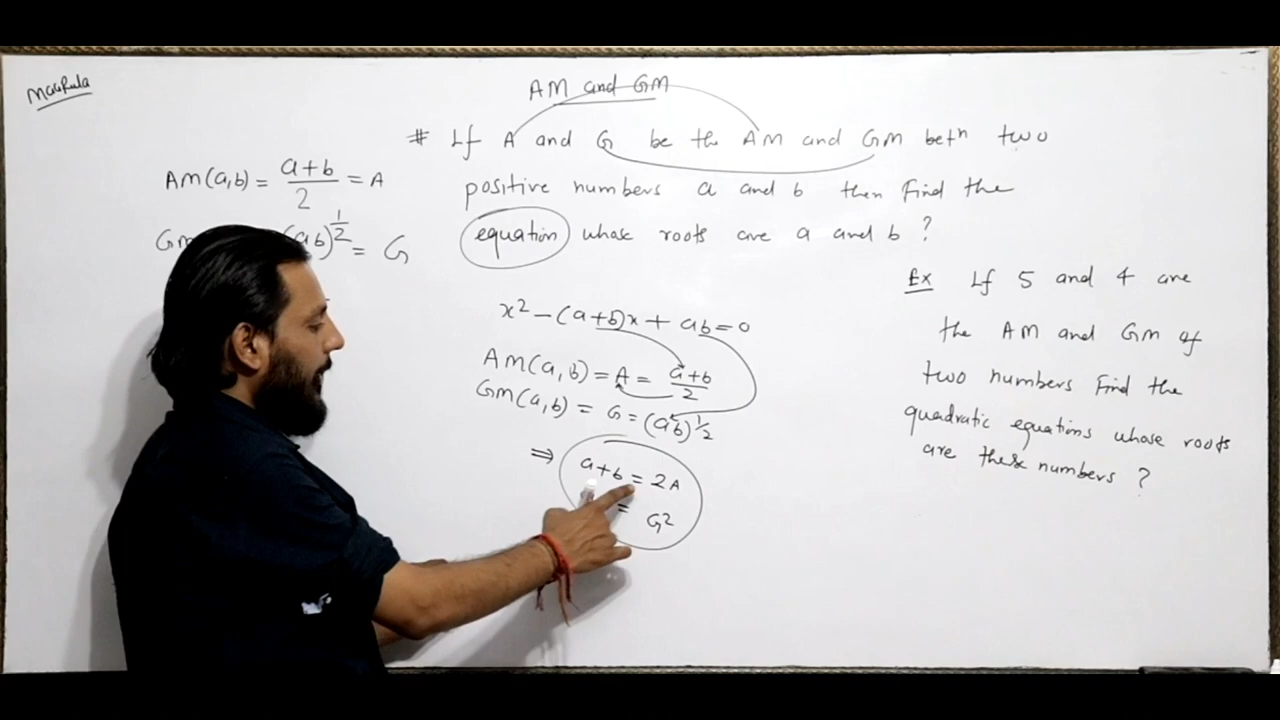 MaqRula
AM and GM
# If A and G be the AM and GM betn two
positive numbers a and b then Find the
equation whose roots are a and b ?
AM(a,b) = a+b/2 = A
GM (ab)^1/2 = G
x² - (a+b)x + ab = 0
AM(a,b) = A = a+b/2
GM(a,b) = G = (ab)^1/2
⇒ a+b = 2A
= G²
Ex If 5 and 4 are
the AM and GM of
two numbers Find the
quadratic equations whose roots
are these numbers ?